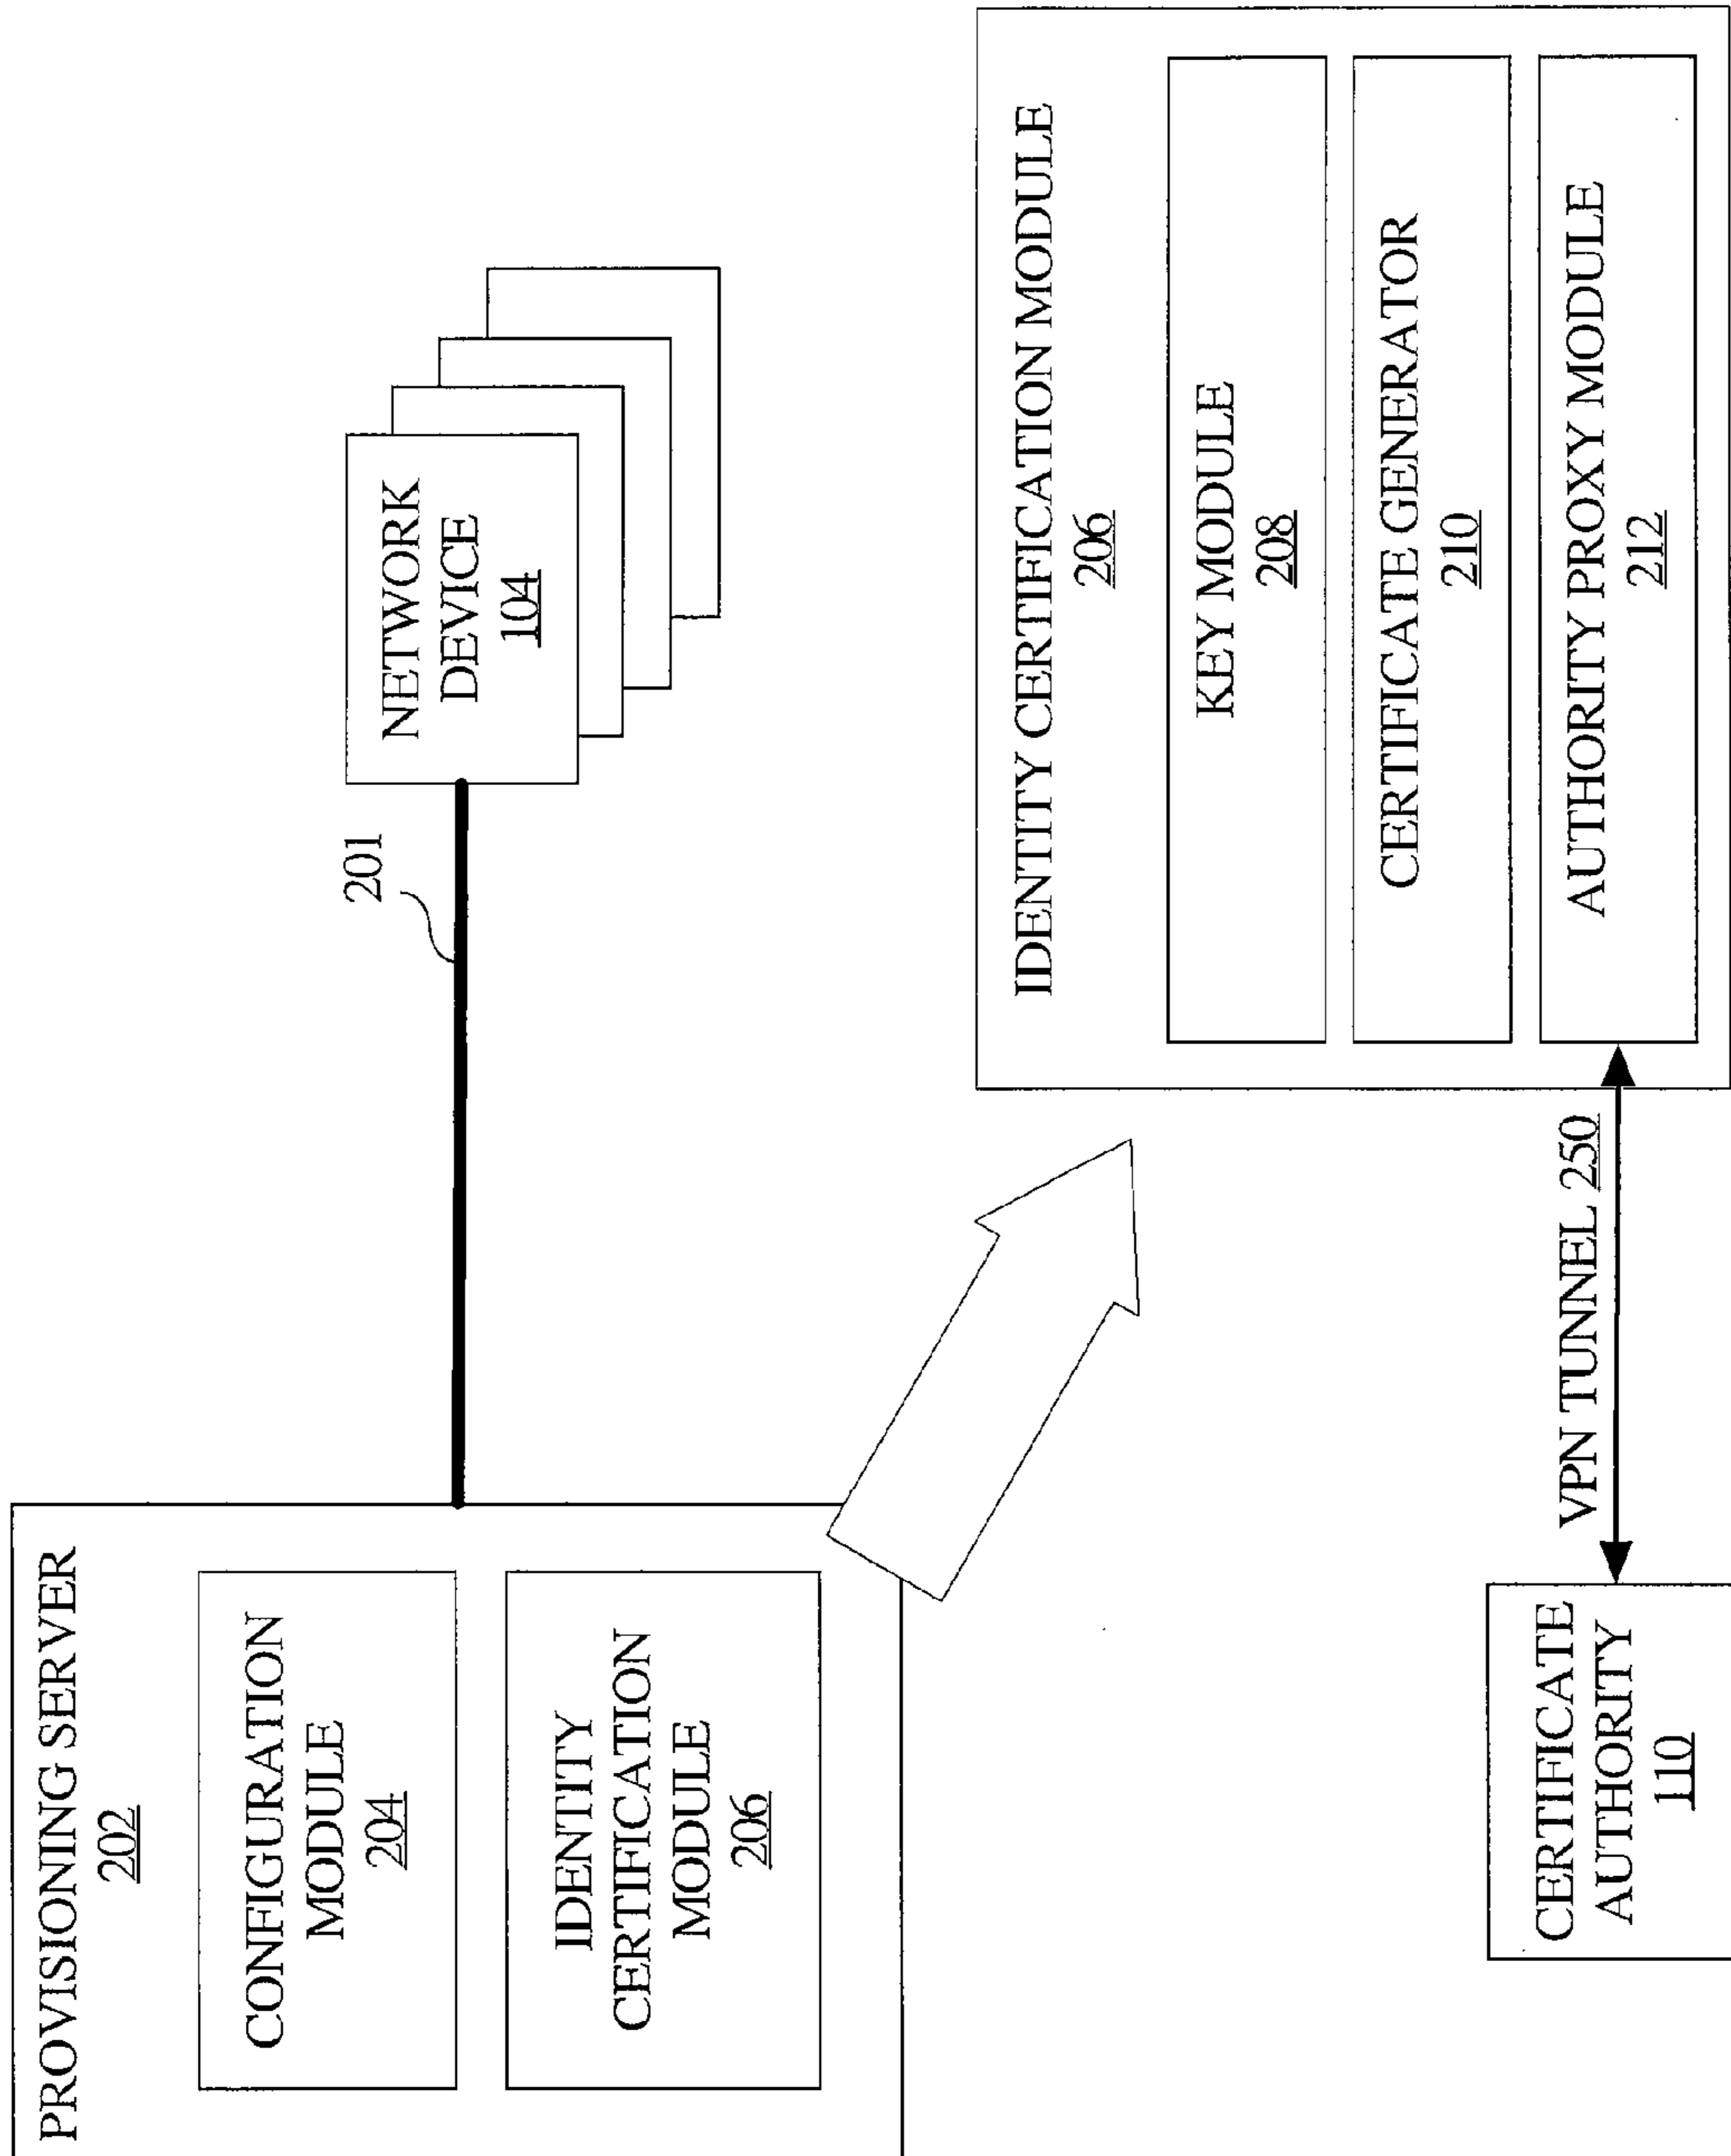 PROVISIONING SERVER
202
CONFIGURATION
MODULE
204
IDENTITY
CERTIFICATION
MODULE
206
201
NETWORK
DEVICE
104
IDENTITY CERTIFICATION MODULE
206
KEY MODULE
208
CERTIFICATE GENERATOR
210
AUTHORITY PROXY MODULE
212
VPN TUNNEL 250
CERTIFICATE
AUTHORITY
110